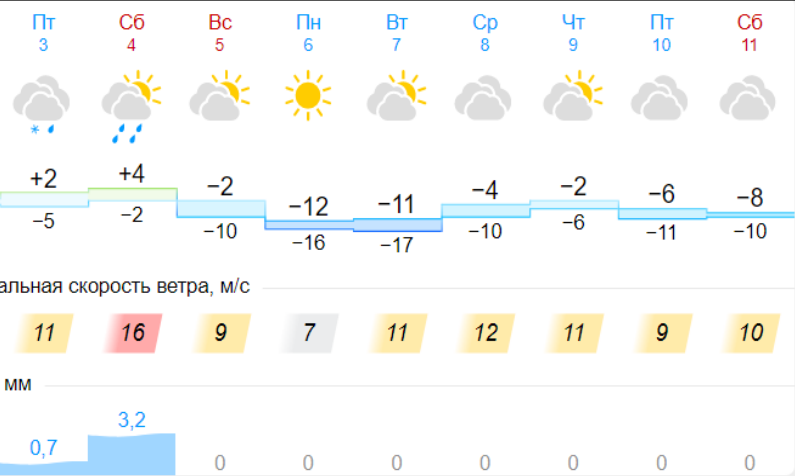 Пт Сб Вс Пн Вт Ср Чт Пт Сб
3 4 5 6 7 8 9 10 11
+2 +4 −2 −12 −11 −4 −2 −6 −8
−5 −2 −10 −16 −17 −10 −6 −11 −10
альная скорость ветра, м/с
11 16 9 7 11 12 11 9 10
мм
0,7 3,2 0 0 0 0 0 0 0